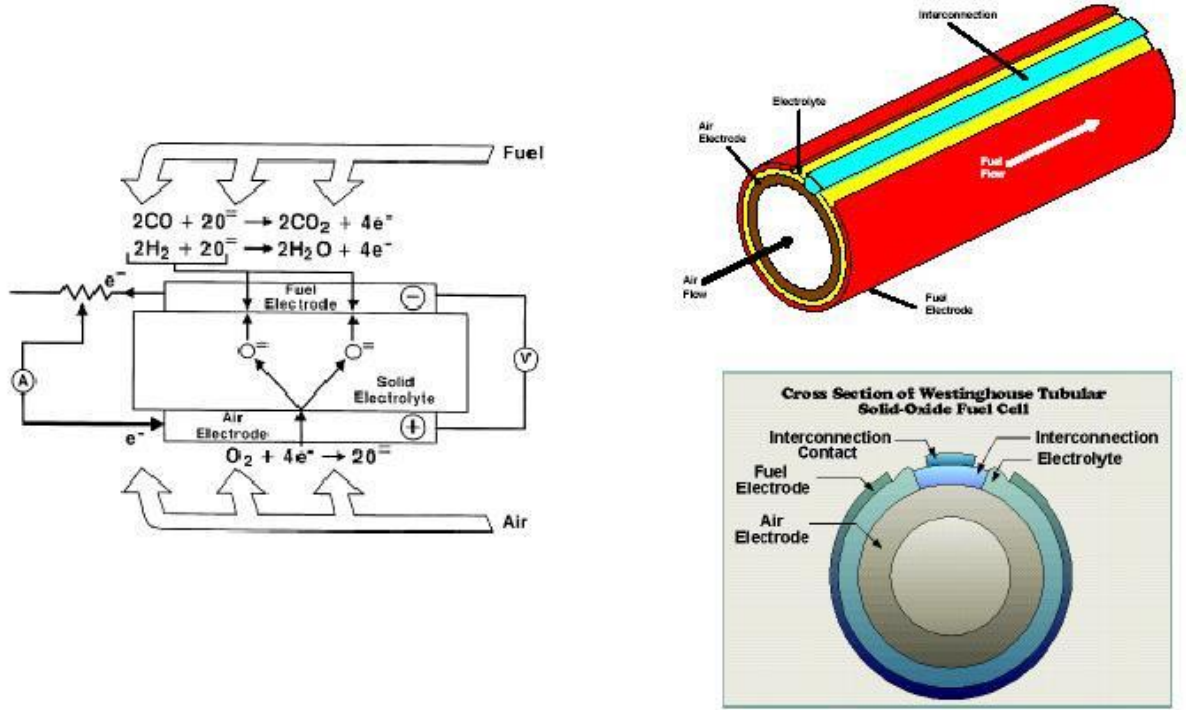 Fuel
2CO + 2O⁼ → 2CO₂ + 4e⁻
2H₂ + 2O⁼ → 2H₂O + 4e⁻
e⁻
Fuel
Electrode
−
O⁼ O⁼
A
V
Solid
Electrolyte
Air
Electrode
+
e⁻
O₂ + 4e⁻ → 2O⁼
Air
Interconnection
Electrolyte
Air
Electrode
Fuel
Flow
Air
Flow
Fuel
Electrode
Cross Section of Westinghouse Tubular
Solid-Oxide Fuel Cell
Interconnection
Contact
Interconnection
Electrolyte
Fuel
Electrode
Air
Electrode